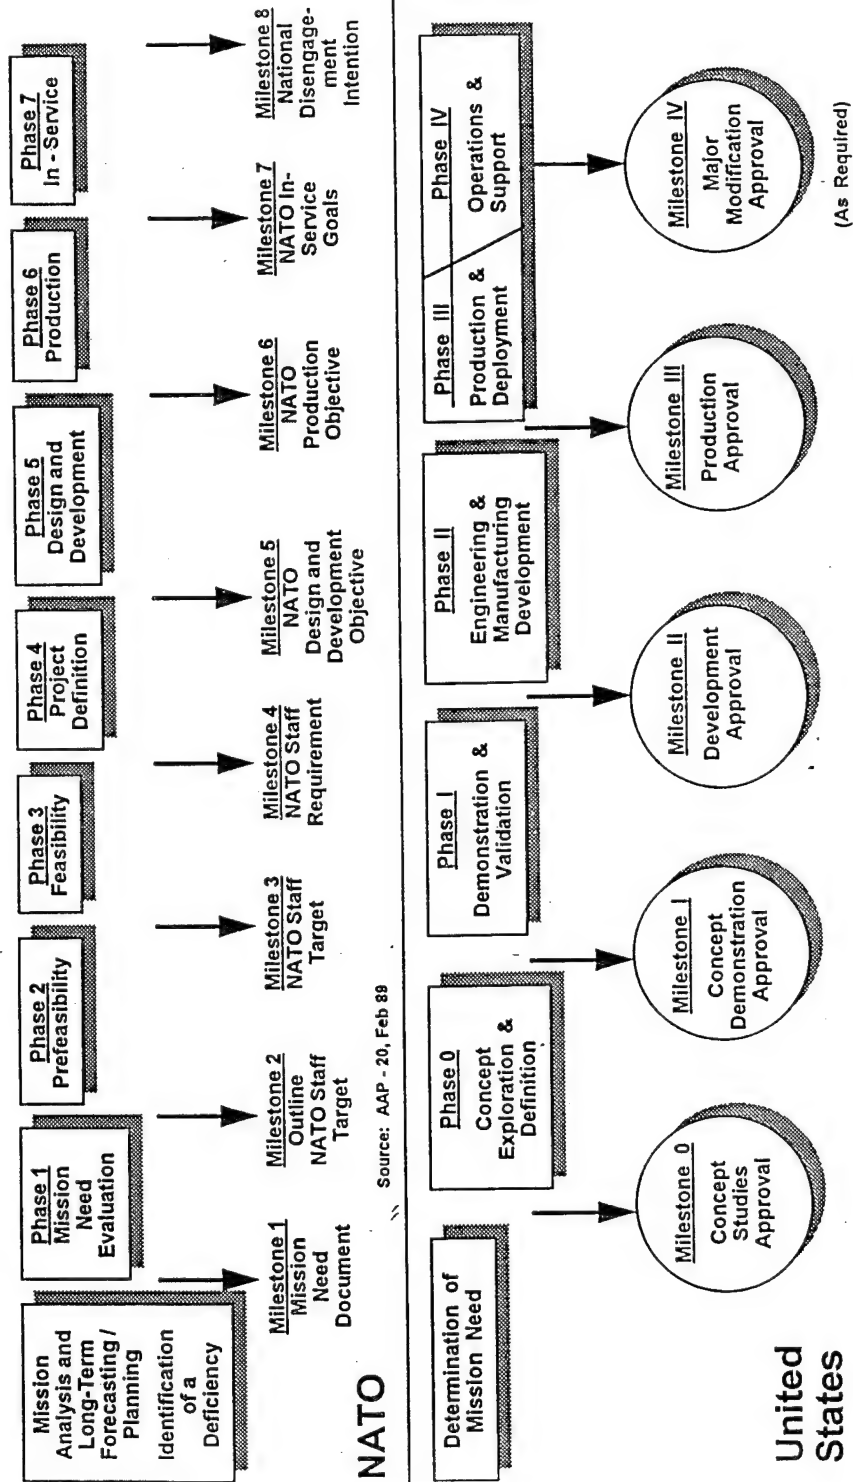 Mission
Analysis and
Long-Term
Forecasting /
Planning
Identification
of a
Deficiency
Phase 1
Mission
Need
Evaluation
Phase 2
Prefeasibility
Phase 3
Feasibility
Phase 4
Project
Definition
Phase 5
Design and
Development
Phase 6
Production
Phase 7
In - Service
Milestone 1
Mission
Need
Document
Milestone 2
Outline
NATO Staff
Target
Milestone 3
NATO Staff
Target
Milestone 4
NATO Staff
Requirement
Milestone 5
NATO
Design and
Development
Objective
Milestone 6
NATO
Production
Objective
Milestone 7
NATO In-
Service
Goals
Milestone 8
National
Disengage-
ment
Intention
NATO
Source: AAP - 20, Feb 89
Determination of
Mission Need
Phase 0
Concept
Exploration &
Definition
Phase I
Demonstration &
Validation
Phase II
Engineering &
Manufacturing
Development
Phase III
Production &
Deployment
Phase IV
Operations &
Support
Milestone 0
Concept
Studies
Approval
Milestone I
Concept
Demonstration
Approval
Milestone II
Development
Approval
Milestone III
Production
Approval
Milestone IV
Major
Modification
Approval
(As Required)
United
States